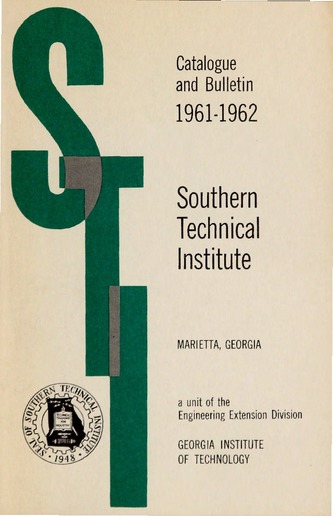 STI
Catalogue
and Bulletin
1961-1962
Southern
Technical
Institute
MARIETTA, GEORGIA
a unit of the
Engineering Extension Division
GEORGIA INSTITUTE
OF TECHNOLOGY
SEAL OF SOUTHERN TECHNICAL INSTITUTE
· 1948 ·